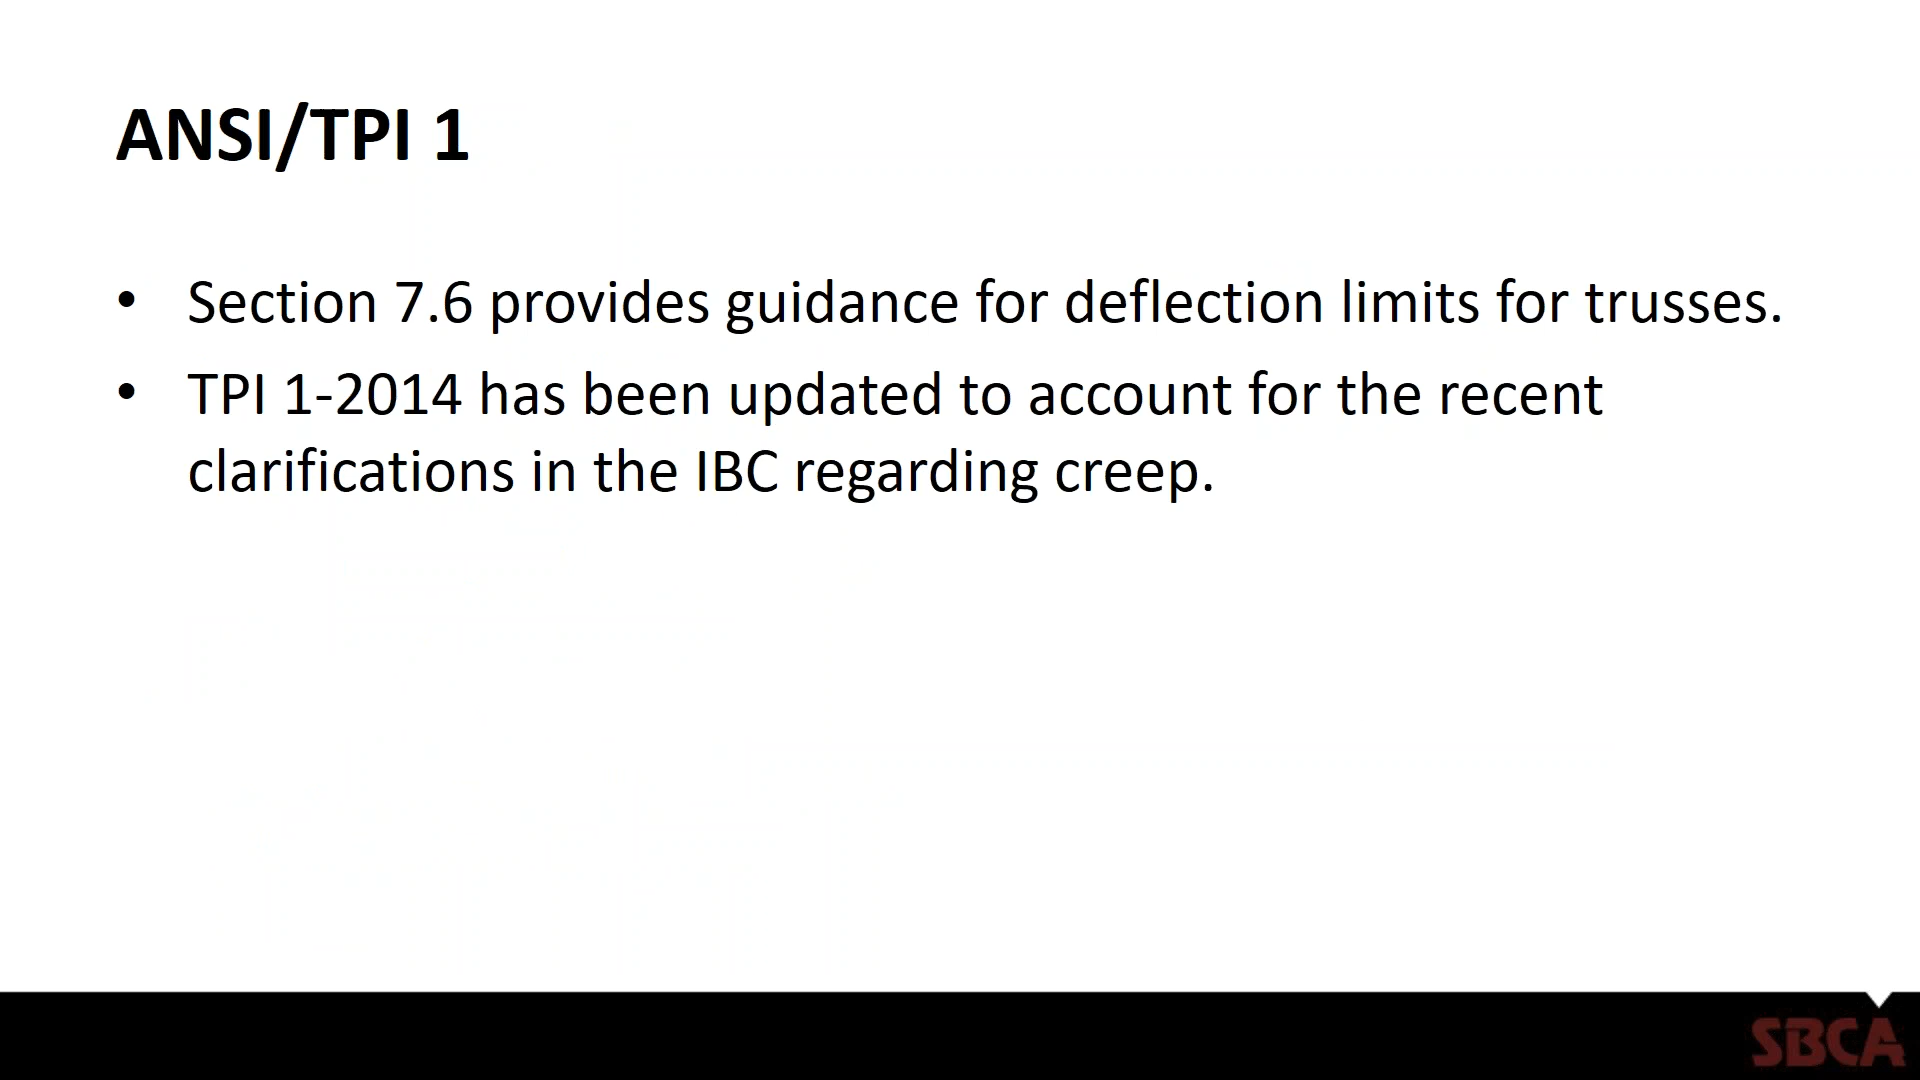 ANSI/TPI 1
• Section 7.6 provides guidance for deflection limits for trusses.
• TPI 1-2014 has been updated to account for the recent
clarifications in the IBC regarding creep.
SBCA